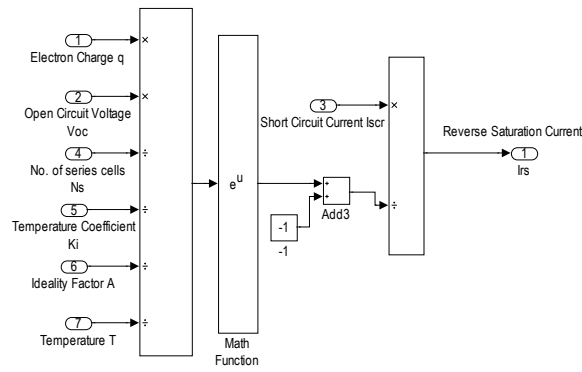 1
×
Electron Charge q
2
×
Open Circuit Voltage
Voc
4
÷
No. of series cells
Ns
5
÷
Temperature Coefficient
Ki
6
÷
Ideality Factor A
7
÷
Temperature T
e^u
Math
Function
3
×
Short Circuit Current Iscr
+
+
Add3
-1
-1
÷
Reverse Saturation Current
1
Irs